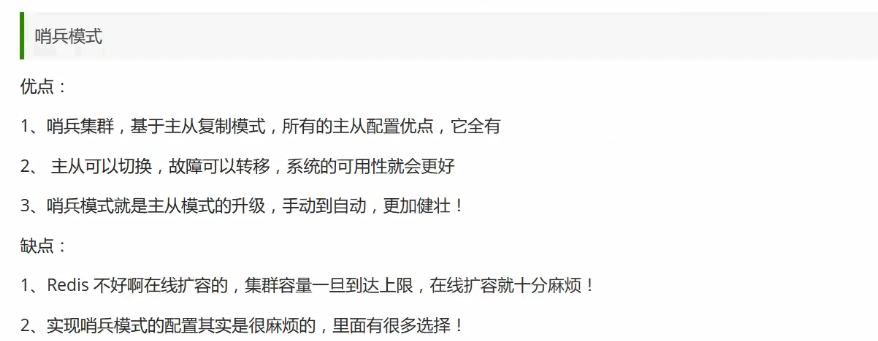 哨兵模式
优点：
1、哨兵集群，基于主从复制模式，所有的主从配置优点，它全有
2、 主从可以切换，故障可以转移，系统的可用性就会更好
3、哨兵模式就是主从模式的升级，手动到自动，更加健壮！
缺点：
1、Redis 不好啊在线扩容的，集群容量一旦到达上限，在线扩容就十分麻烦！
2、实现哨兵模式的配置其实是很麻烦的，里面有很多选择！